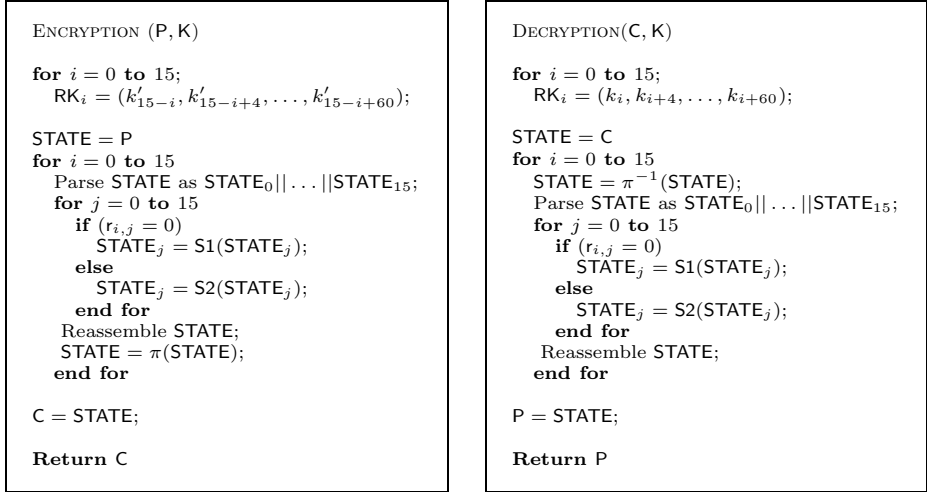 ENCRYPTION (P, K)
for i = 0 to 15;
RK_i = (k′_{15−i}, k′_{15−i+4}, . . . , k′_{15−i+60});
STATE = P
for i = 0 to 15
Parse STATE as STATE_0|| . . . ||STATE_15;
for j = 0 to 15
if (r_{i,j} = 0)
STATE_j = S1(STATE_j);
else
STATE_j = S2(STATE_j);
end for
Reassemble STATE;
STATE = π(STATE);
end for
C = STATE;
Return C
DECRYPTION(C, K)
for i = 0 to 15;
RK_i = (k_i, k_{i+4}, . . . , k_{i+60});
STATE = C
for i = 0 to 15
STATE = π^{−1}(STATE);
Parse STATE as STATE_0|| . . . ||STATE_15;
for j = 0 to 15
if (r_{i,j} = 0)
STATE_j = S1(STATE_j);
else
STATE_j = S2(STATE_j);
end for
Reassemble STATE;
end for
P = STATE;
Return P